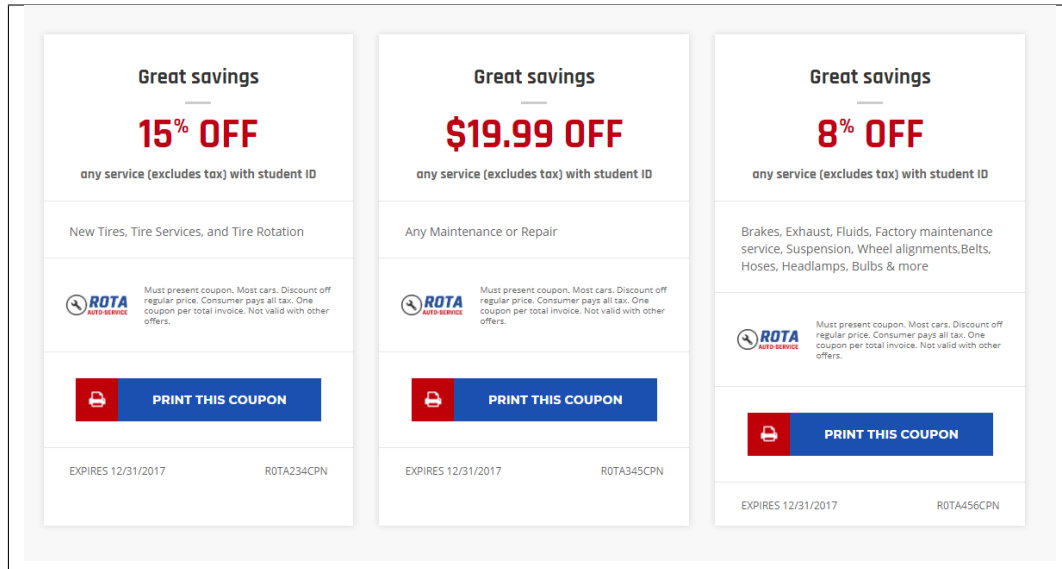 Great savings
15% OFF
any service (excludes tax) with student ID
New Tires, Tire Services, and Tire Rotation
ROTA
AUTO-SERVICE
Must present coupon. Most cars. Discount off
regular price. Consumer pays all tax. One
coupon per total invoice. Not valid with other
offers.
PRINT THIS COUPON
EXPIRES 12/31/2017
R0TA234CPN
Great savings
$19.99 OFF
any service (excludes tax) with student ID
Any Maintenance or Repair
ROTA
AUTO-SERVICE
Must present coupon. Most cars. Discount off
regular price. Consumer pays all tax. One
coupon per total invoice. Not valid with other
offers.
PRINT THIS COUPON
EXPIRES 12/31/2017
R0TA345CPN
Great savings
8% OFF
any service (excludes tax) with student ID
Brakes, Exhaust, Fluids, Factory maintenance
service, Suspension, Wheel alignments,Belts,
Hoses, Headlamps, Bulbs & more
ROTA
AUTO-SERVICE
Must present coupon. Most cars. Discount off
regular price. Consumer pays all tax. One
coupon per total invoice. Not valid with other
offers.
PRINT THIS COUPON
EXPIRES 12/31/2017
R0TA456CPN